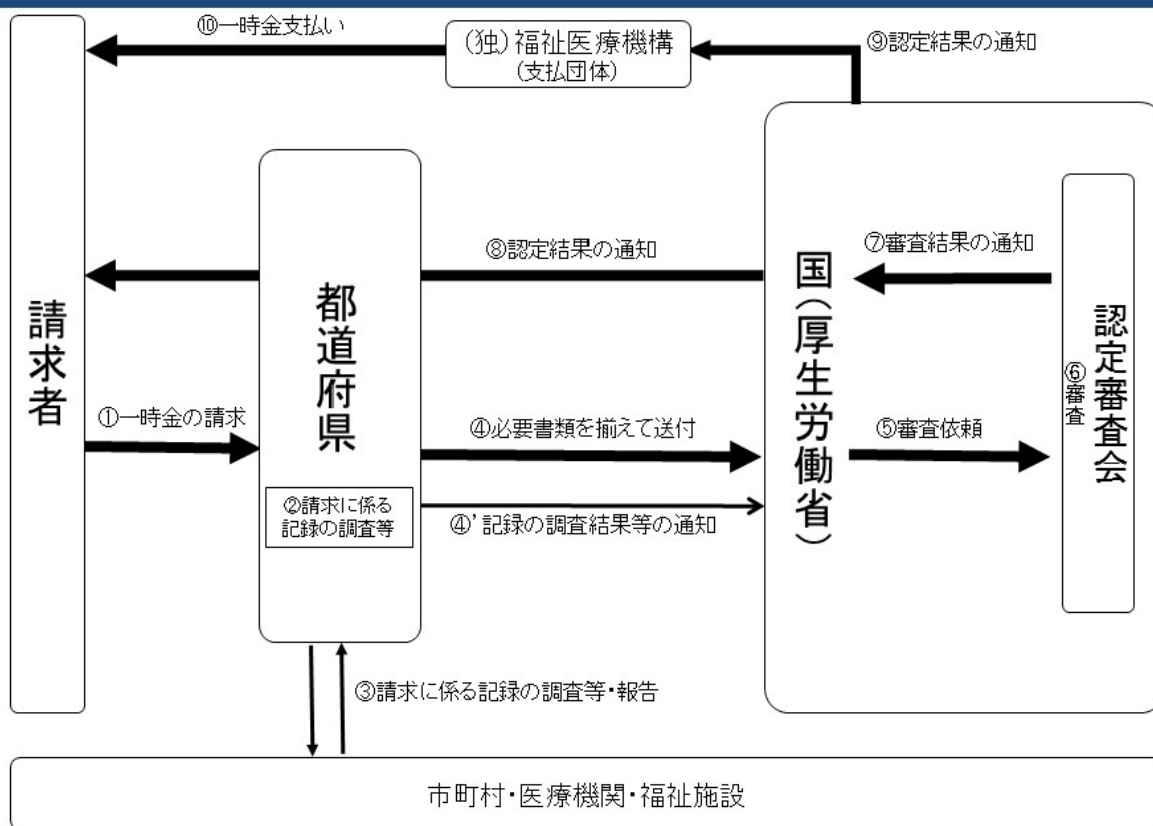 ⑩一時金支払い
(独)福祉医療機構
(支払団体)
⑨認定結果の通知
請求者
都道府県
⑧認定結果の通知
国(厚生労働省)
⑦審査結果の通知
認定審査会
⑥審査
①一時金の請求
④必要書類を揃えて送付
⑤審査依頼
②請求に係る
記録の調査等
④’記録の調査結果等の通知
③請求に係る記録の調査等・報告
市町村・医療機関・福祉施設